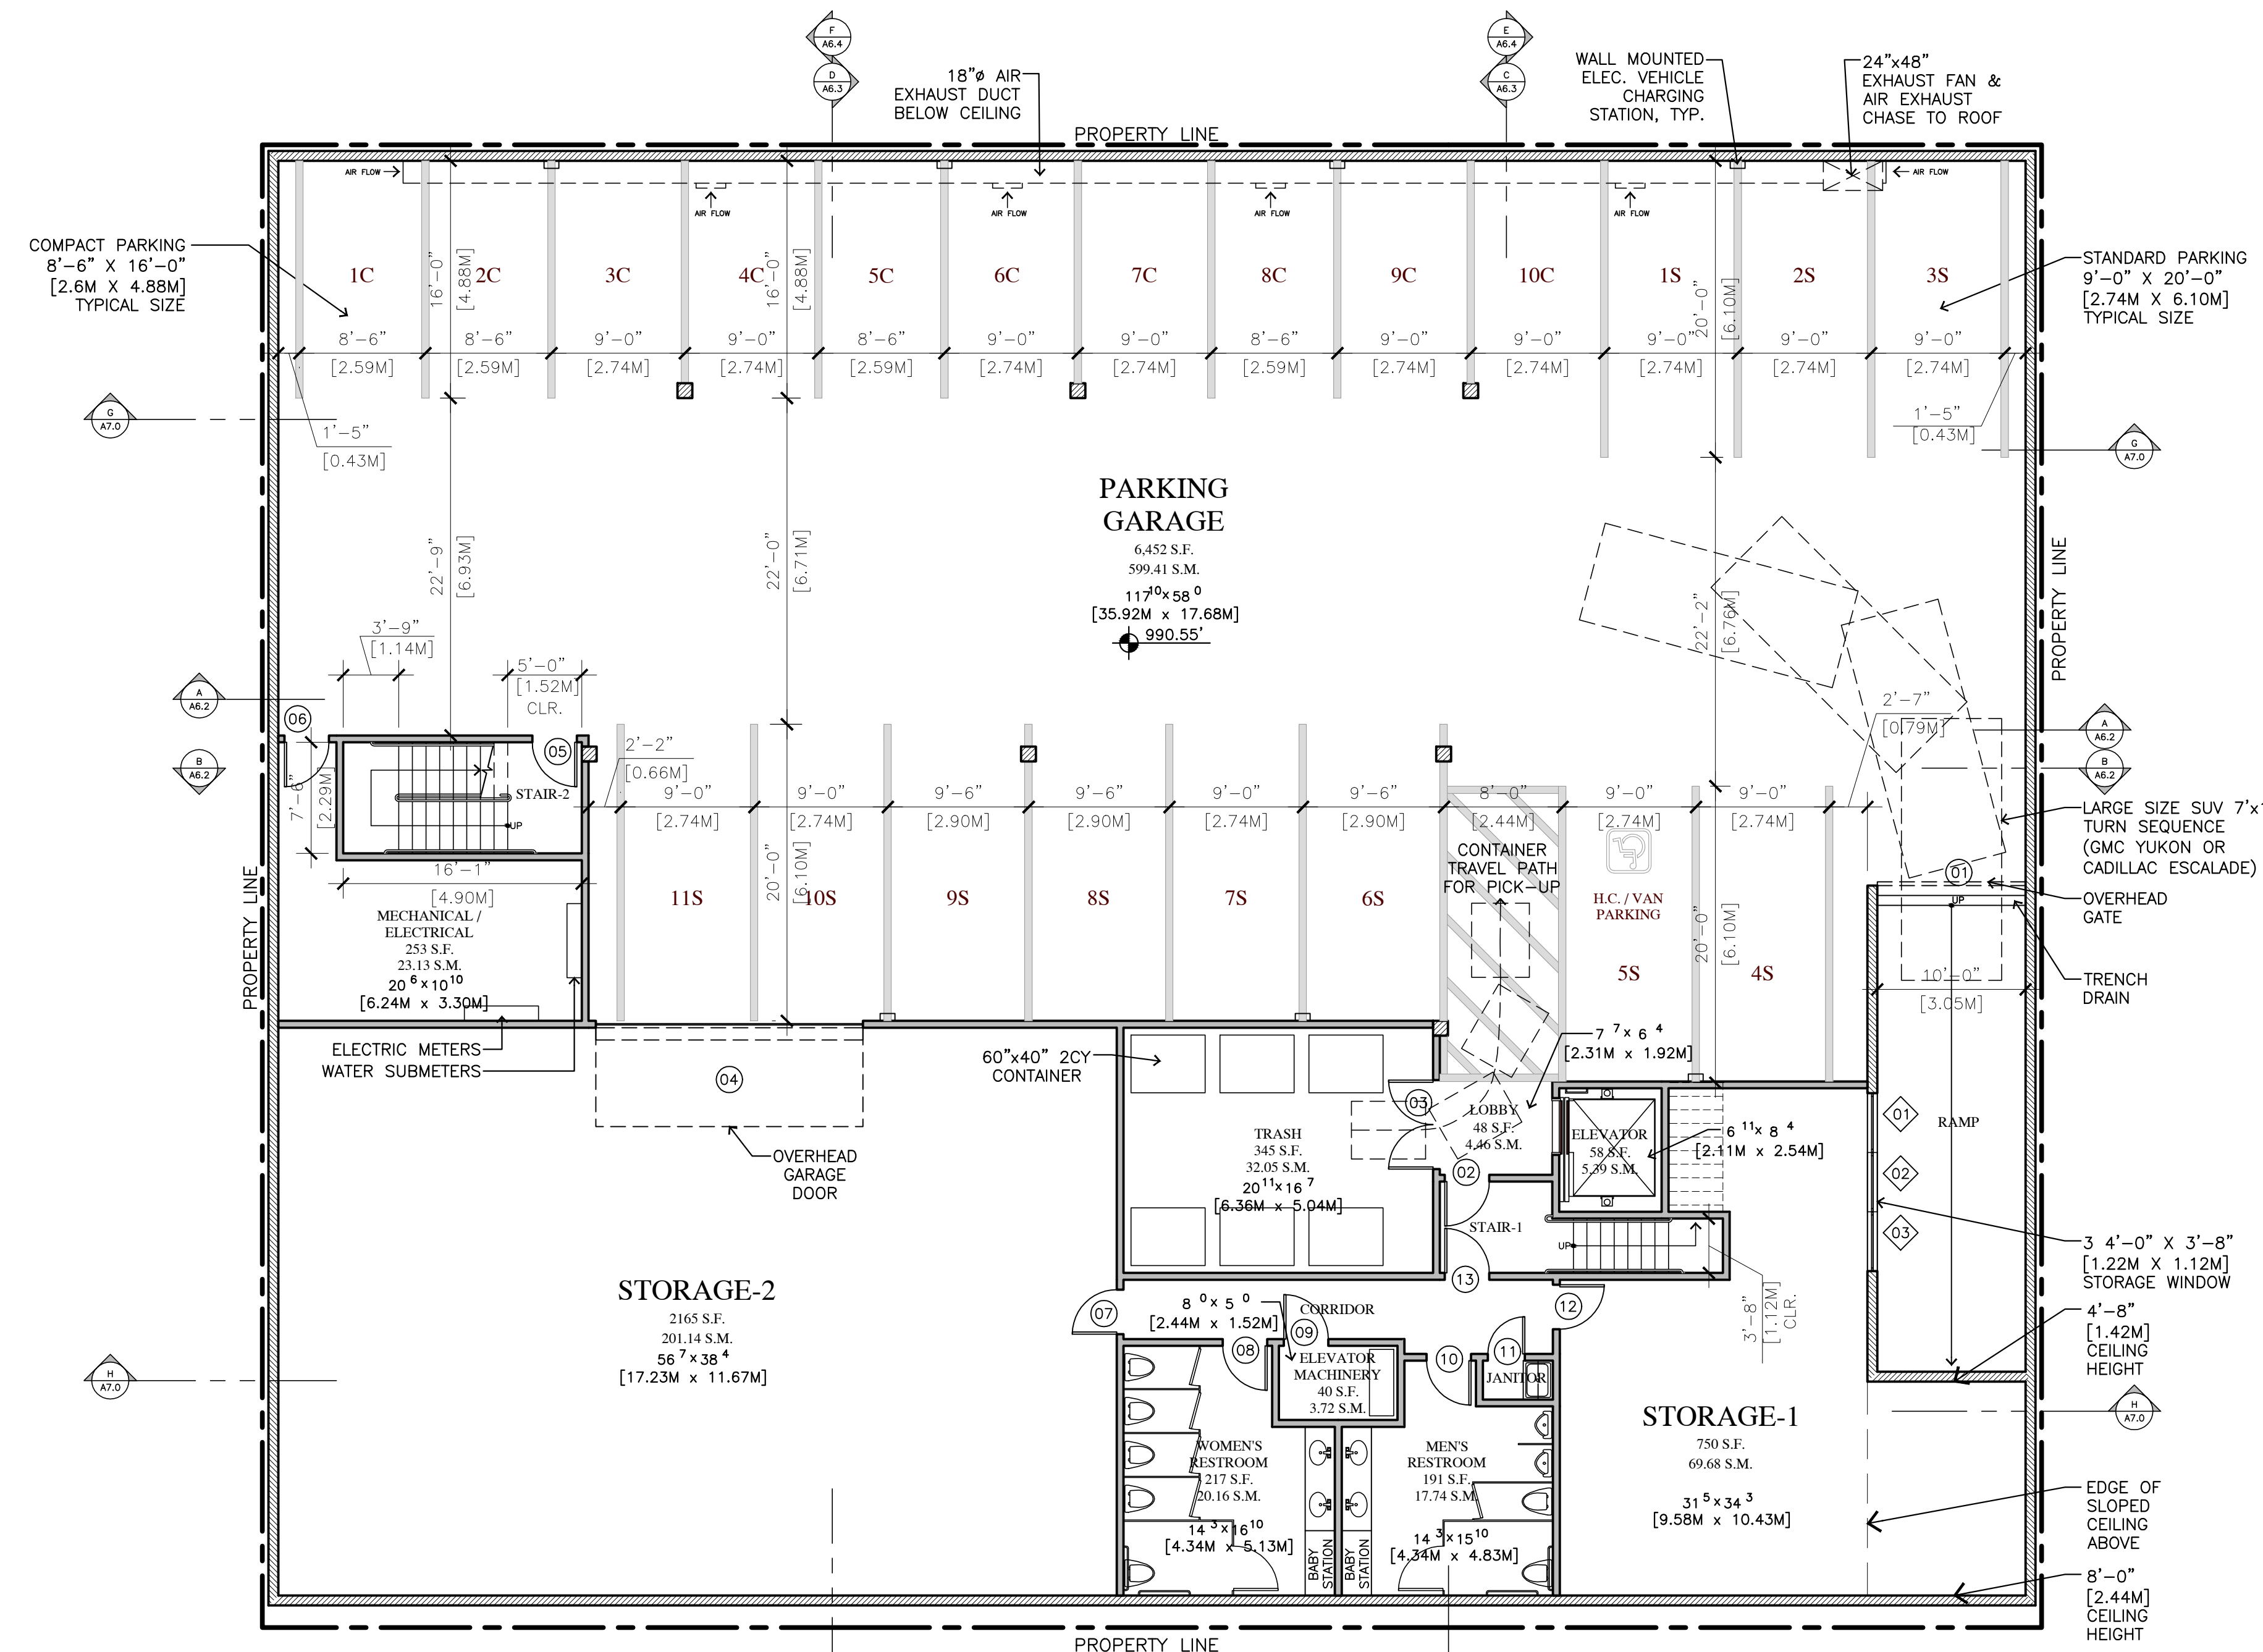 F
A6.4
D
A6.3
E
A6.4
C
A6.3
18"ø AIR
EXHAUST DUCT
BELOW CEILING
WALL MOUNTED
ELEC. VEHICLE
CHARGING
STATION, TYP.
24"x48"
EXHAUST FAN &
AIR EXHAUST
CHASE TO ROOF
PROPERTY LINE
AIR FLOW
AIR FLOW
AIR FLOW
AIR FLOW
AIR FLOW
AIR FLOW
COMPACT PARKING
8'-6" X 16'-0"
[2.6M X 4.88M]
TYPICAL SIZE
STANDARD PARKING
9'-0" X 20'-0"
[2.74M X 6.10M]
TYPICAL SIZE
1C
2C
3C
4C
5C
6C
7C
8C
9C
10C
1S
2S
3S
16'-0"
[4.88M]
16'-0"
[4.88M]
20'-0"
[6.10M]
8'-6"
[2.59M]
8'-6"
[2.59M]
9'-0"
[2.74M]
9'-0"
[2.74M]
8'-6"
[2.59M]
9'-0"
[2.74M]
9'-0"
[2.74M]
8'-6"
[2.59M]
9'-0"
[2.74M]
9'-0"
[2.74M]
9'-0"
[2.74M]
9'-0"
[2.74M]
9'-0"
[2.74M]
1'-5"
[0.43M]
1'-5"
[0.43M]
G
A7.0
G
A7.0
PARKING
GARAGE
6,452 S.F.
599.41 S.M.
117 10 x 58 0
[35.92M x 17.68M]
990.55'
22'-9"
[6.93M]
22'-0"
[6.71M]
22'-2"
[6.76M]
PROPERTY LINE
3'-9"
[1.14M]
5'-0"
[1.52M]
CLR.
A
A6.2
B
A6.2
A
A6.2
B
A6.2
06
05
7'-6"
[2.29M]
STAIR-2
UP
2'-2"
[0.66M]
2'-7"
[0.79M]
9'-0"
[2.74M]
9'-0"
[2.74M]
9'-6"
[2.90M]
9'-6"
[2.90M]
9'-0"
[2.74M]
9'-6"
[2.90M]
8'-0"
[2.44M]
9'-0"
[2.74M]
9'-0"
[2.74M]
LARGE SIZE SUV 7'x1
TURN SEQUENCE
(GMC YUKON OR
CADILLAC ESCALADE)
16'-1"
[4.90M]
PROPERTY LINE
MECHANICAL /
ELECTRICAL
253 S.F.
23.13 S.M.
20 6 x 10 10
[6.24M x 3.30M]
11S
10S
9S
8S
7S
6S
20'-0"
[6.10M]
CONTAINER
TRAVEL PATH
FOR PICK-UP
H.C. / VAN
PARKING
5S
4S
20'-0"
[6.10M]
01
UP
OVERHEAD
GATE
10'-0"
[3.05M]
TRENCH
DRAIN
ELECTRIC METERS
WATER SUBMETERS
04
OVERHEAD
GARAGE
DOOR
60"x40" 2CY
CONTAINER
7 7 x 6 4
[2.31M x 1.92M]
03
LOBBY
48 S.F.
4.46 S.M.
02
TRASH
345 S.F.
32.05 S.M.
20 11 x 16 7
[6.36M x 5.04M]
ELEVATOR
58 S.F.
5.39 S.M.
6 11 x 8 4
[2.11M x 2.54M]
01
02
03
RAMP
STAIR-1
UP
3 4'-0" X 3'-8"
[1.22M X 1.12M]
STORAGE WINDOW
STORAGE-2
2165 S.F.
201.14 S.M.
56 7 x 38 4
[17.23M x 11.67M]
07
13
12
8 0 x 5 0
[2.44M x 1.52M]
CORRIDOR
3'-8"
[1.12M]
CLR.
4'-8"
[1.42M]
CEILING
HEIGHT
08
09
10
11
ELEVATOR
MACHINERY
40 S.F.
3.72 S.M.
JANITOR
H
A7.0
H
A7.0
STORAGE-1
750 S.F.
69.68 S.M.
31 5 x 34 3
[9.58M x 10.43M]
WOMEN'S
RESTROOM
217 S.F.
20.16 S.M.
14 3 x 16 10
[4.34M x 5.13M]
MEN'S
RESTROOM
191 S.F.
17.74 S.M.
14 3 x 15 10
[4.34M x 4.83M]
BABY
STATION
BABY
STATION
EDGE OF
SLOPED
CEILING
ABOVE
8'-0"
[2.44M]
CEILING
HEIGHT
PROPERTY LINE